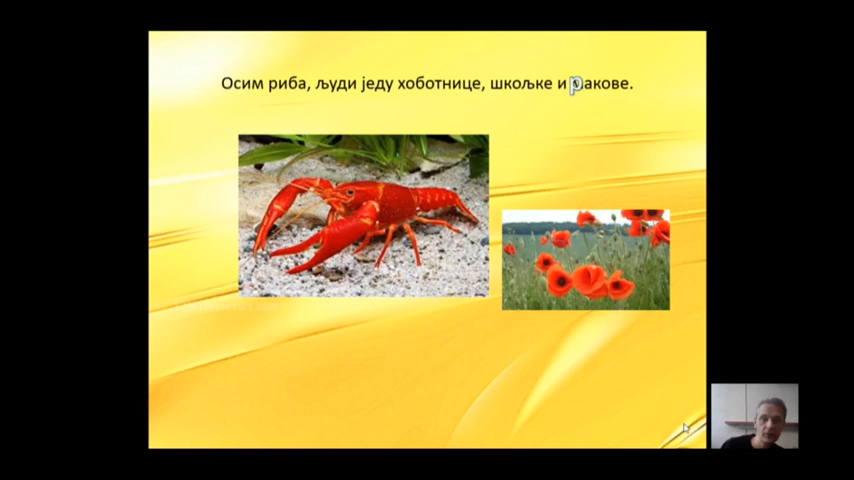 Осим риба, људи једу хоботнице, шкољке и ракове.